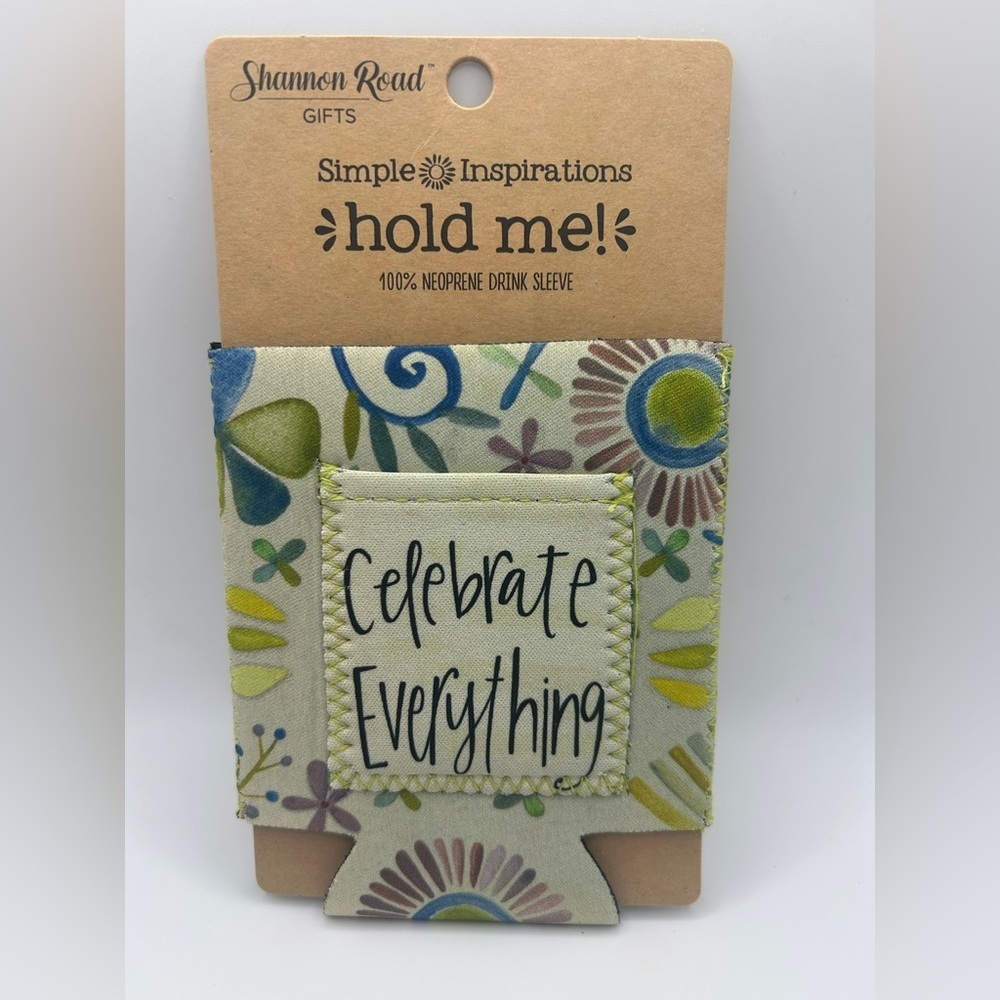 Shannon Road™
GIFTS
Simple Inspirations
hold me!
100% NEOPRENE DRINK SLEEVE
Celebrate
Everything